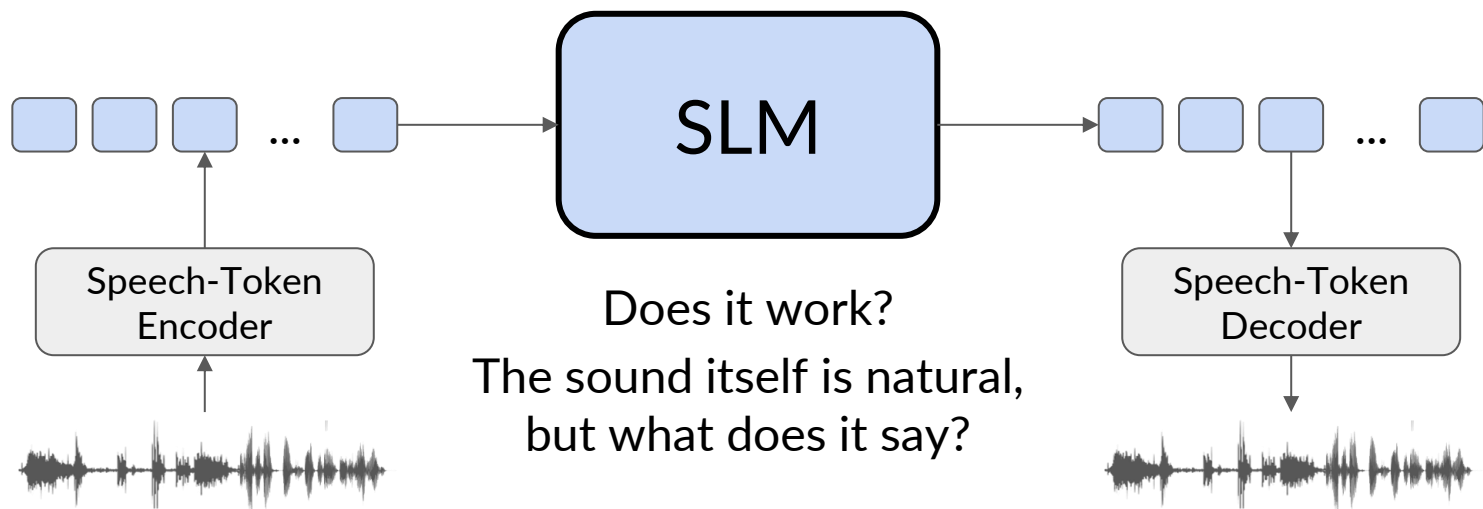 SLM
...
...
Speech-Token
Encoder
Does it work?
The sound itself is natural,
but what does it say?
Speech-Token
Decoder